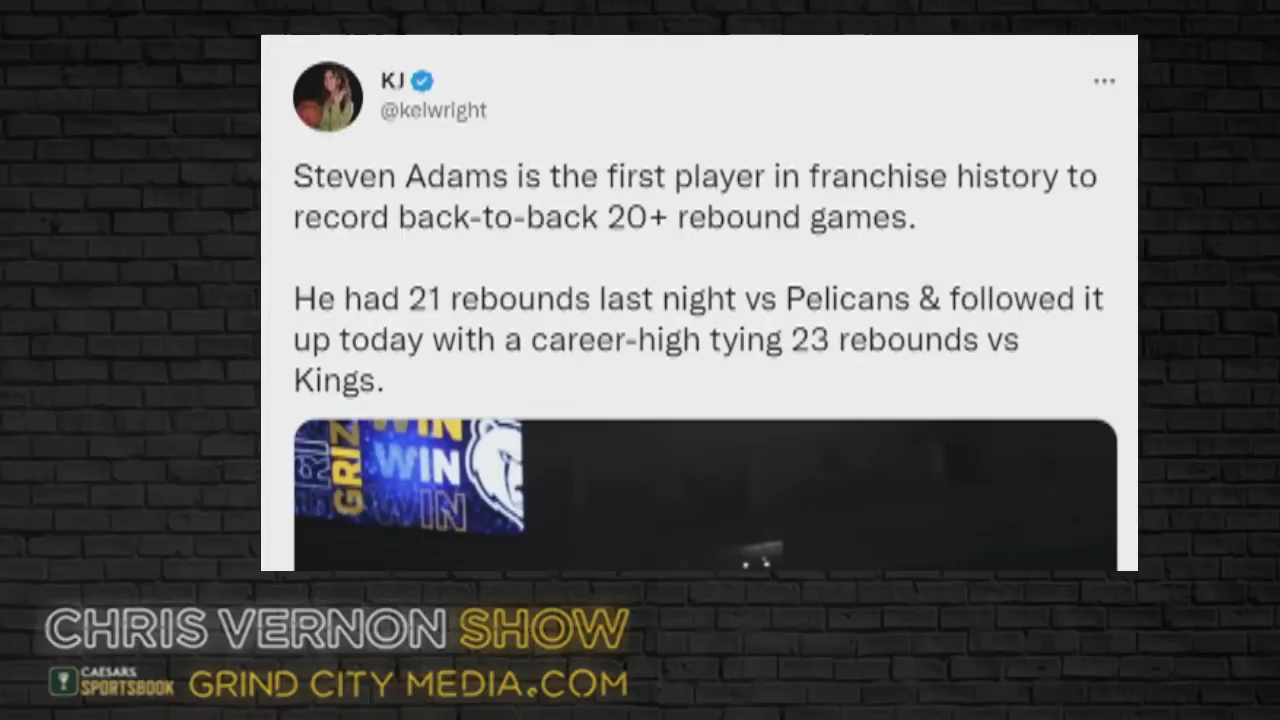 KJ
@kelwright
Steven Adams is the first player in franchise history to
record back-to-back 20+ rebound games.
He had 21 rebounds last night vs Pelicans & followed it
up today with a career-high tying 23 rebounds vs
Kings.
GRIZ
WIN
WIN
WIN
CHRIS VERNON SHOW
CAESARS
SPORTSBOOK
GRIND CITY MEDIA.COM